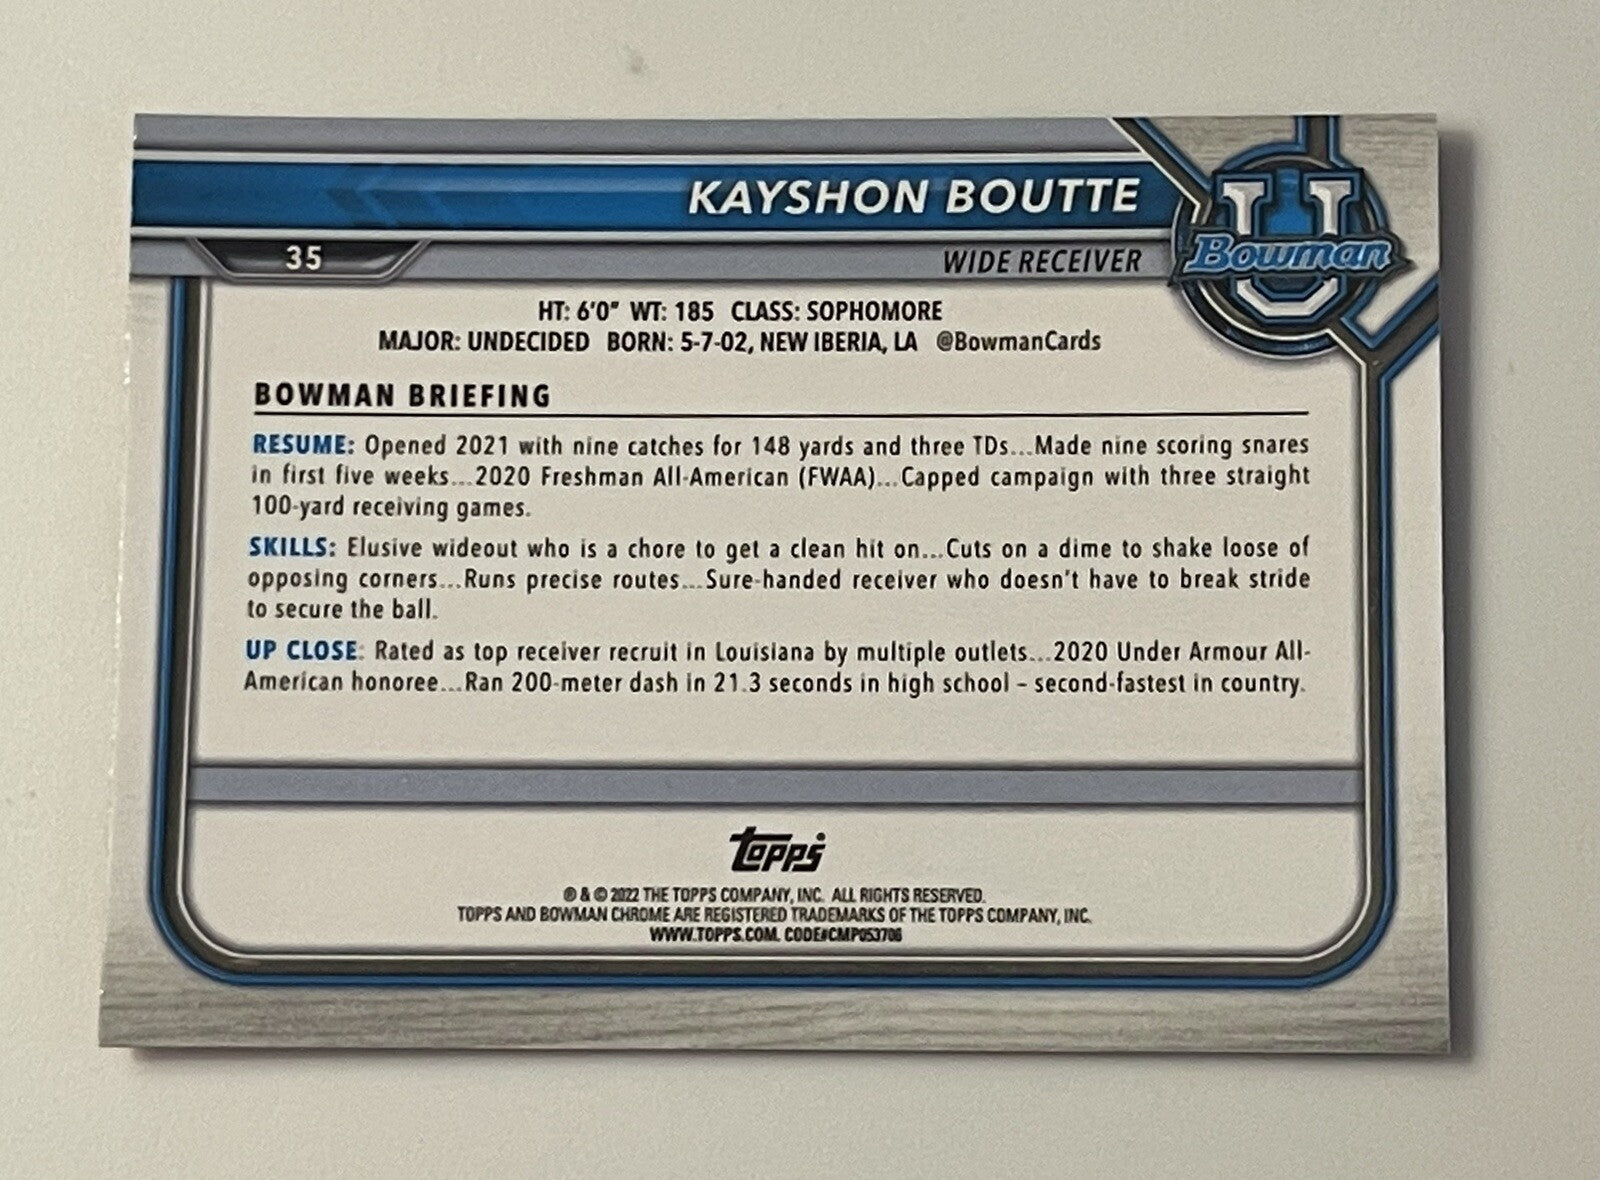 KAYSHON BOUTTE
U
Bowman
35
WIDE RECEIVER
HT: 6'0" WT: 185 CLASS: SOPHOMORE
MAJOR: UNDECIDED BORN: 5-7-02, NEW IBERIA, LA @BowmanCards
BOWMAN BRIEFING
RESUME: Opened 2021 with nine catches for 148 yards and three TDs...Made nine scoring snares
in first five weeks...2020 Freshman All-American (FWAA)...Capped campaign with three straight
100-yard receiving games.
SKILLS: Elusive wideout who is a chore to get a clean hit on...Cuts on a dime to shake loose of
opposing corners...Runs precise routes...Sure-handed receiver who doesn't have to break stride
to secure the ball.
UP CLOSE: Rated as top receiver recruit in Louisiana by multiple outlets...2020 Under Armour All-
American honoree...Ran 200-meter dash in 21.3 seconds in high school – second-fastest in country.
Topps
® & © 2022 THE TOPPS COMPANY, INC. ALL RIGHTS RESERVED.
TOPPS AND BOWMAN CHROME ARE REGISTERED TRADEMARKS OF THE TOPPS COMPANY, INC.
WWW.TOPPS.COM. CODE#CMP053706